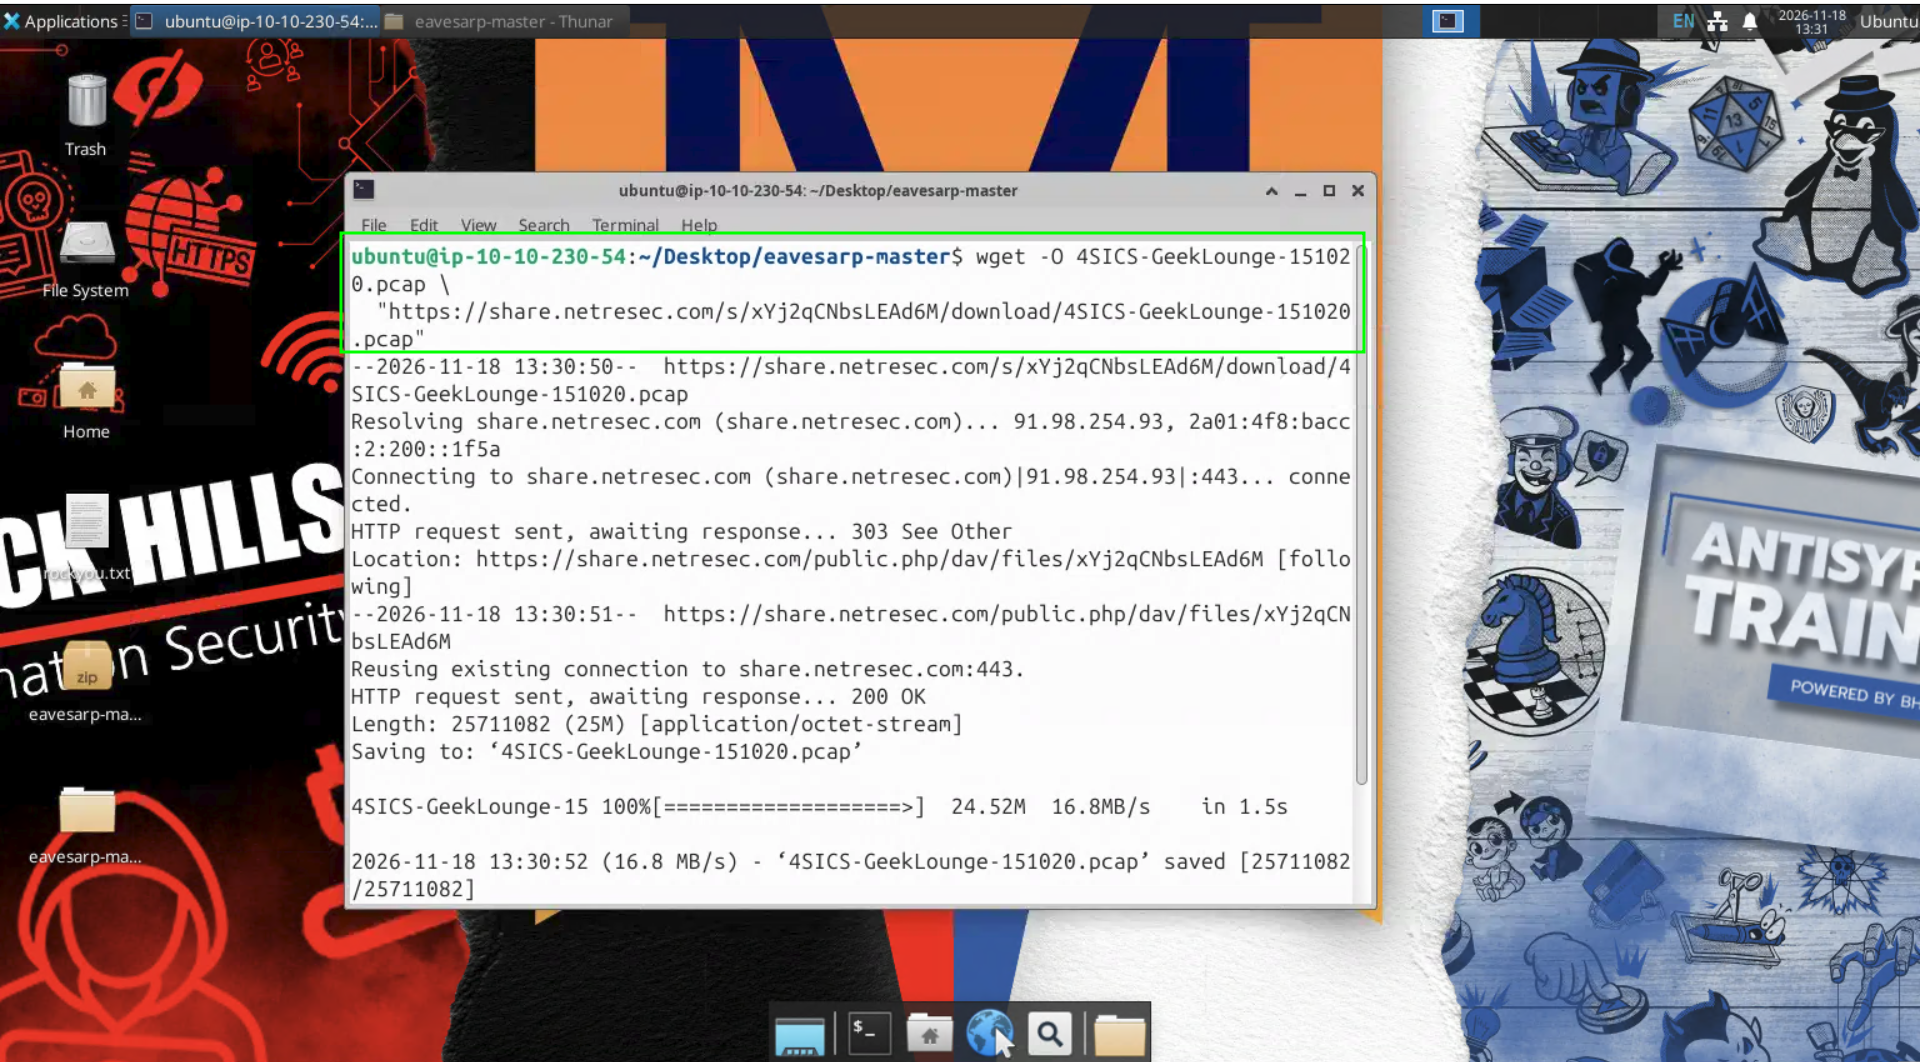 Applications
ubuntu@ip-10-10-230-54:...
eavesarp-master - Thunar
EN
2026-11-18
13:31
Ubuntu
Trash
HTTPS
File System
Home
CK HILLS
rockyou.txt
mation Security
zip
eavesarp-ma...
eavesarp-ma...
ubuntu@ip-10-10-230-54: ~/Desktop/eavesarp-master
File Edit View Search Terminal Help
ubuntu@ip-10-10-230-54:~/Desktop/eavesarp-master$ wget -O 4SICS-GeekLounge-15102
0.pcap \
"https://share.netresec.com/s/xYj2qCNbsLEAd6M/download/4SICS-GeekLounge-151020
.pcap"
--2026-11-18 13:30:50-- https://share.netresec.com/s/xYj2qCNbsLEAd6M/download/4
SICS-GeekLounge-151020.pcap
Resolving share.netresec.com (share.netresec.com)... 91.98.254.93, 2a01:4f8:bacc
:2:200::1f5a
Connecting to share.netresec.com (share.netresec.com)|91.98.254.93|:443... conne
cted.
HTTP request sent, awaiting response... 303 See Other
Location: https://share.netresec.com/public.php/dav/files/xYj2qCNbsLEAd6M [follo
wing]
--2026-11-18 13:30:51-- https://share.netresec.com/public.php/dav/files/xYj2qCN
bsLEAd6M
Reusing existing connection to share.netresec.com:443.
HTTP request sent, awaiting response... 200 OK
Length: 25711082 (25M) [application/octet-stream]
Saving to: ‘4SICS-GeekLounge-151020.pcap’
4SICS-GeekLounge-15 100%[===================>] 24.52M 16.8MB/s in 1.5s
2026-11-18 13:30:52 (16.8 MB/s) - ‘4SICS-GeekLounge-151020.pcap’ saved [25711082
/25711082]
ANTISYP
TRAIN
POWERED BY BH
$_